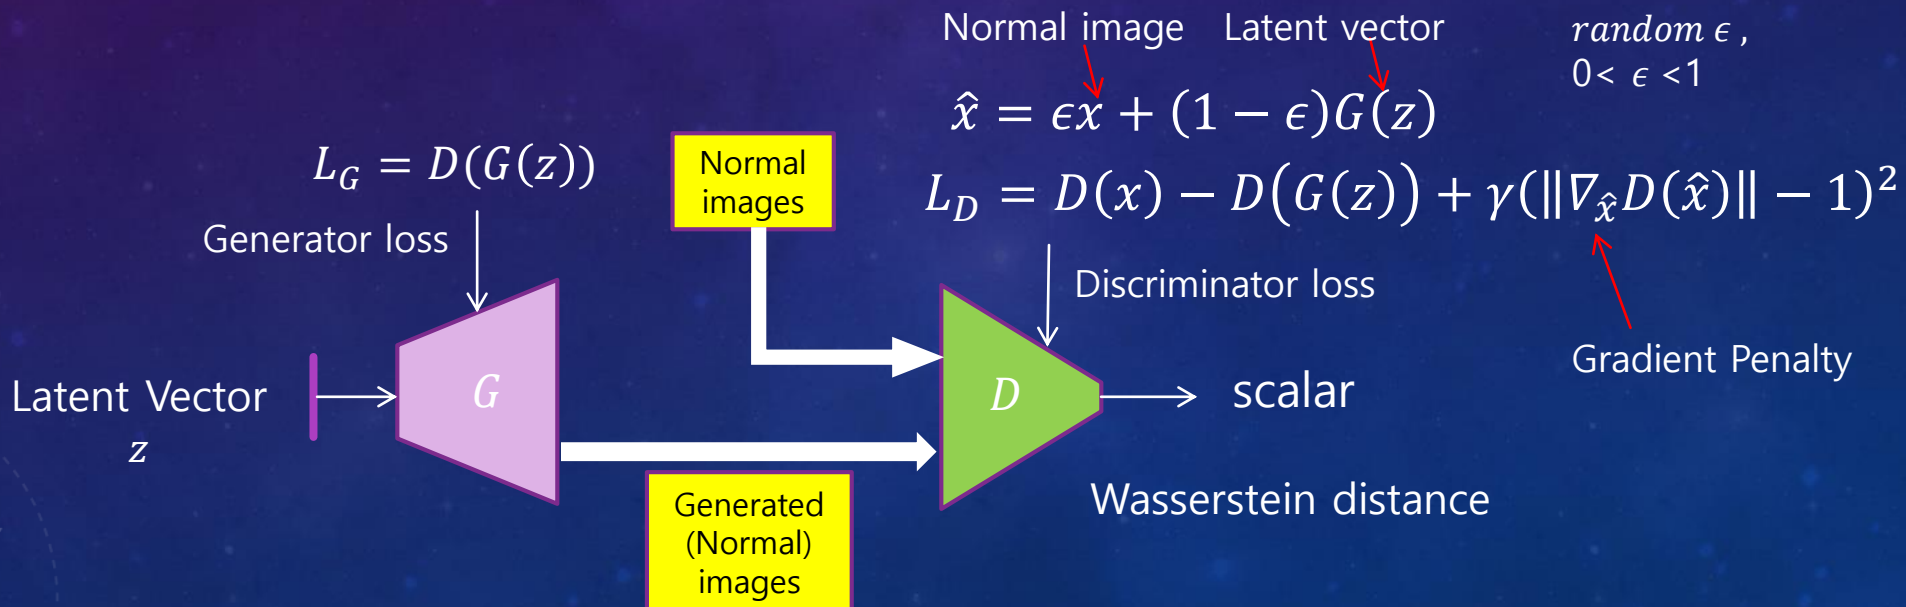 Normal image
Latent vector
random ϵ ,
0< ϵ <1
x̂ = ϵx + (1 − ϵ)G(z)
L_G = D(G(z))
Normal
images
L_D = D(x) − D(G(z)) + γ(‖∇_x̂ D(x̂)‖ − 1)²
Generator loss
Discriminator loss
Gradient Penalty
Latent Vector
z
G
D
scalar
Generated
(Normal)
images
Wasserstein distance